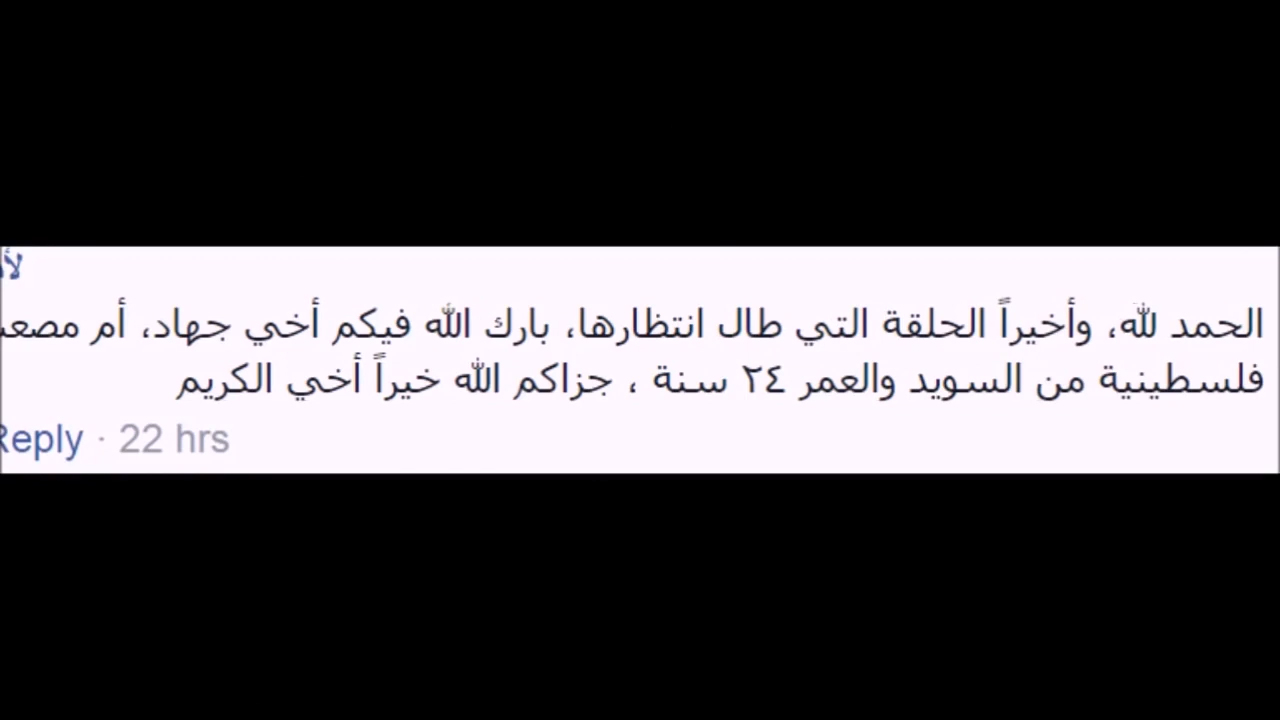 الحمد لله، وأخيراً الحلقة التي طال انتظارها، بارك الله فيكم أخي جهاد، أم
فلسطينية من السويد والعمر ٢٤ سنة ، جزاكم الله خيراً أخي الكريم
Reply · 22 hrs